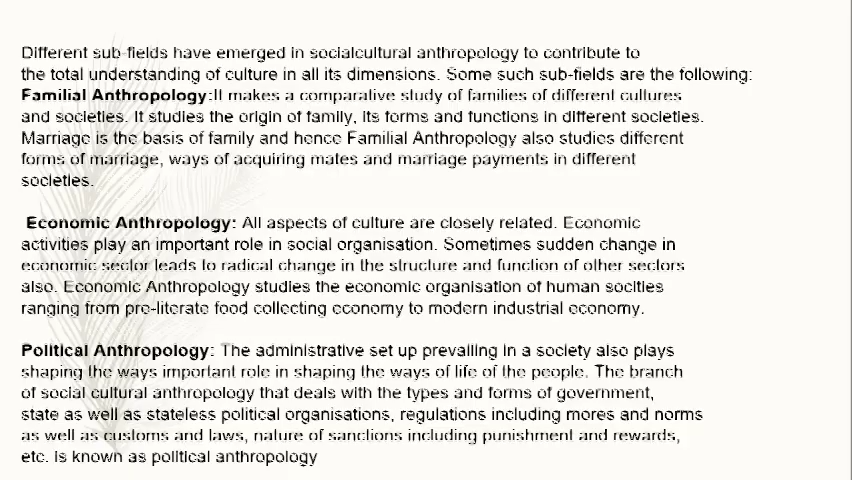 Different sub-fields have emerged in socialcultural anthropology to contribute to
the total understanding of culture in all its dimensions. Some such sub-fields are the following:
Familial Anthropology:It makes a comparative study of families of different cultures
and societies. It studies the origin of family, its forms and functions in different societies.
Marriage is the basis of family and hence Familial Anthropology also studies different
forms of marriage, ways of acquiring mates and marriage payments in different
societies.
Economic Anthropology: All aspects of culture are closely related. Economic
activities play an important role in social organisation. Sometimes sudden change in
economic sector leads to radical change in the structure and function of other sectors
also. Economic Anthropology studies the economic organisation of human socities
ranging from pre-literate food collecting economy to modern industrial economy.
Political Anthropology: The administrative set up prevailing in a society also plays
shaping the ways important role in shaping the ways of life of the people. The branch
of social cultural anthropology that deals with the types and forms of government,
state as well as stateless political organisations, regulations including mores and norms
as well as customs and laws, nature of sanctions including punishment and rewards,
etc. is known as political anthropology